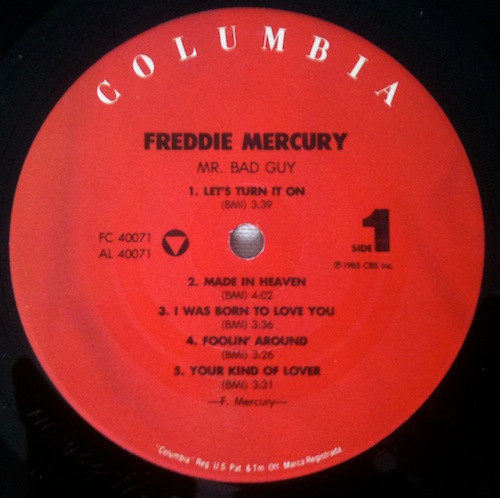 COLUMBIA
FREDDIE MERCURY
MR. BAD GUY
1. LET'S TURN IT ON
(BMI) 3:39
FC 40071
AL 40071
SIDE 1
℗1985 CBS Inc.
2. MADE IN HEAVEN
(BMI) 4:02
3. I WAS BORN TO LOVE YOU
(BMI) 3:36
4. FOOLIN' AROUND
(BMI) 3:26
5. YOUR KIND OF LOVER
(BMI) 3:31
—F. Mercury—
"Columbia" Reg. U.S. Pat. & Tm. Off. Marca Registrada.